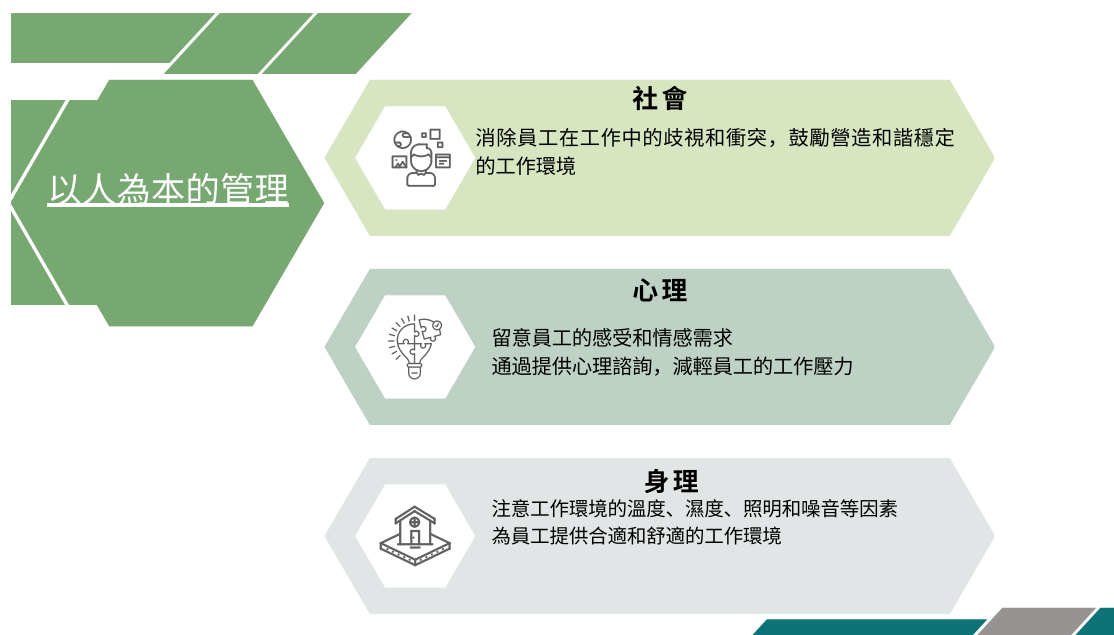 以人為本的管理
社會
消除員工在工作中的歧視和衝突，鼓勵營造和諧穩定
的工作環境
心理
留意員工的感受和情感需求
通過提供心理諮詢，減輕員工的工作壓力
身理
注意工作環境的溫度、濕度、照明和噪音等因素
為員工提供合適和舒適的工作環境